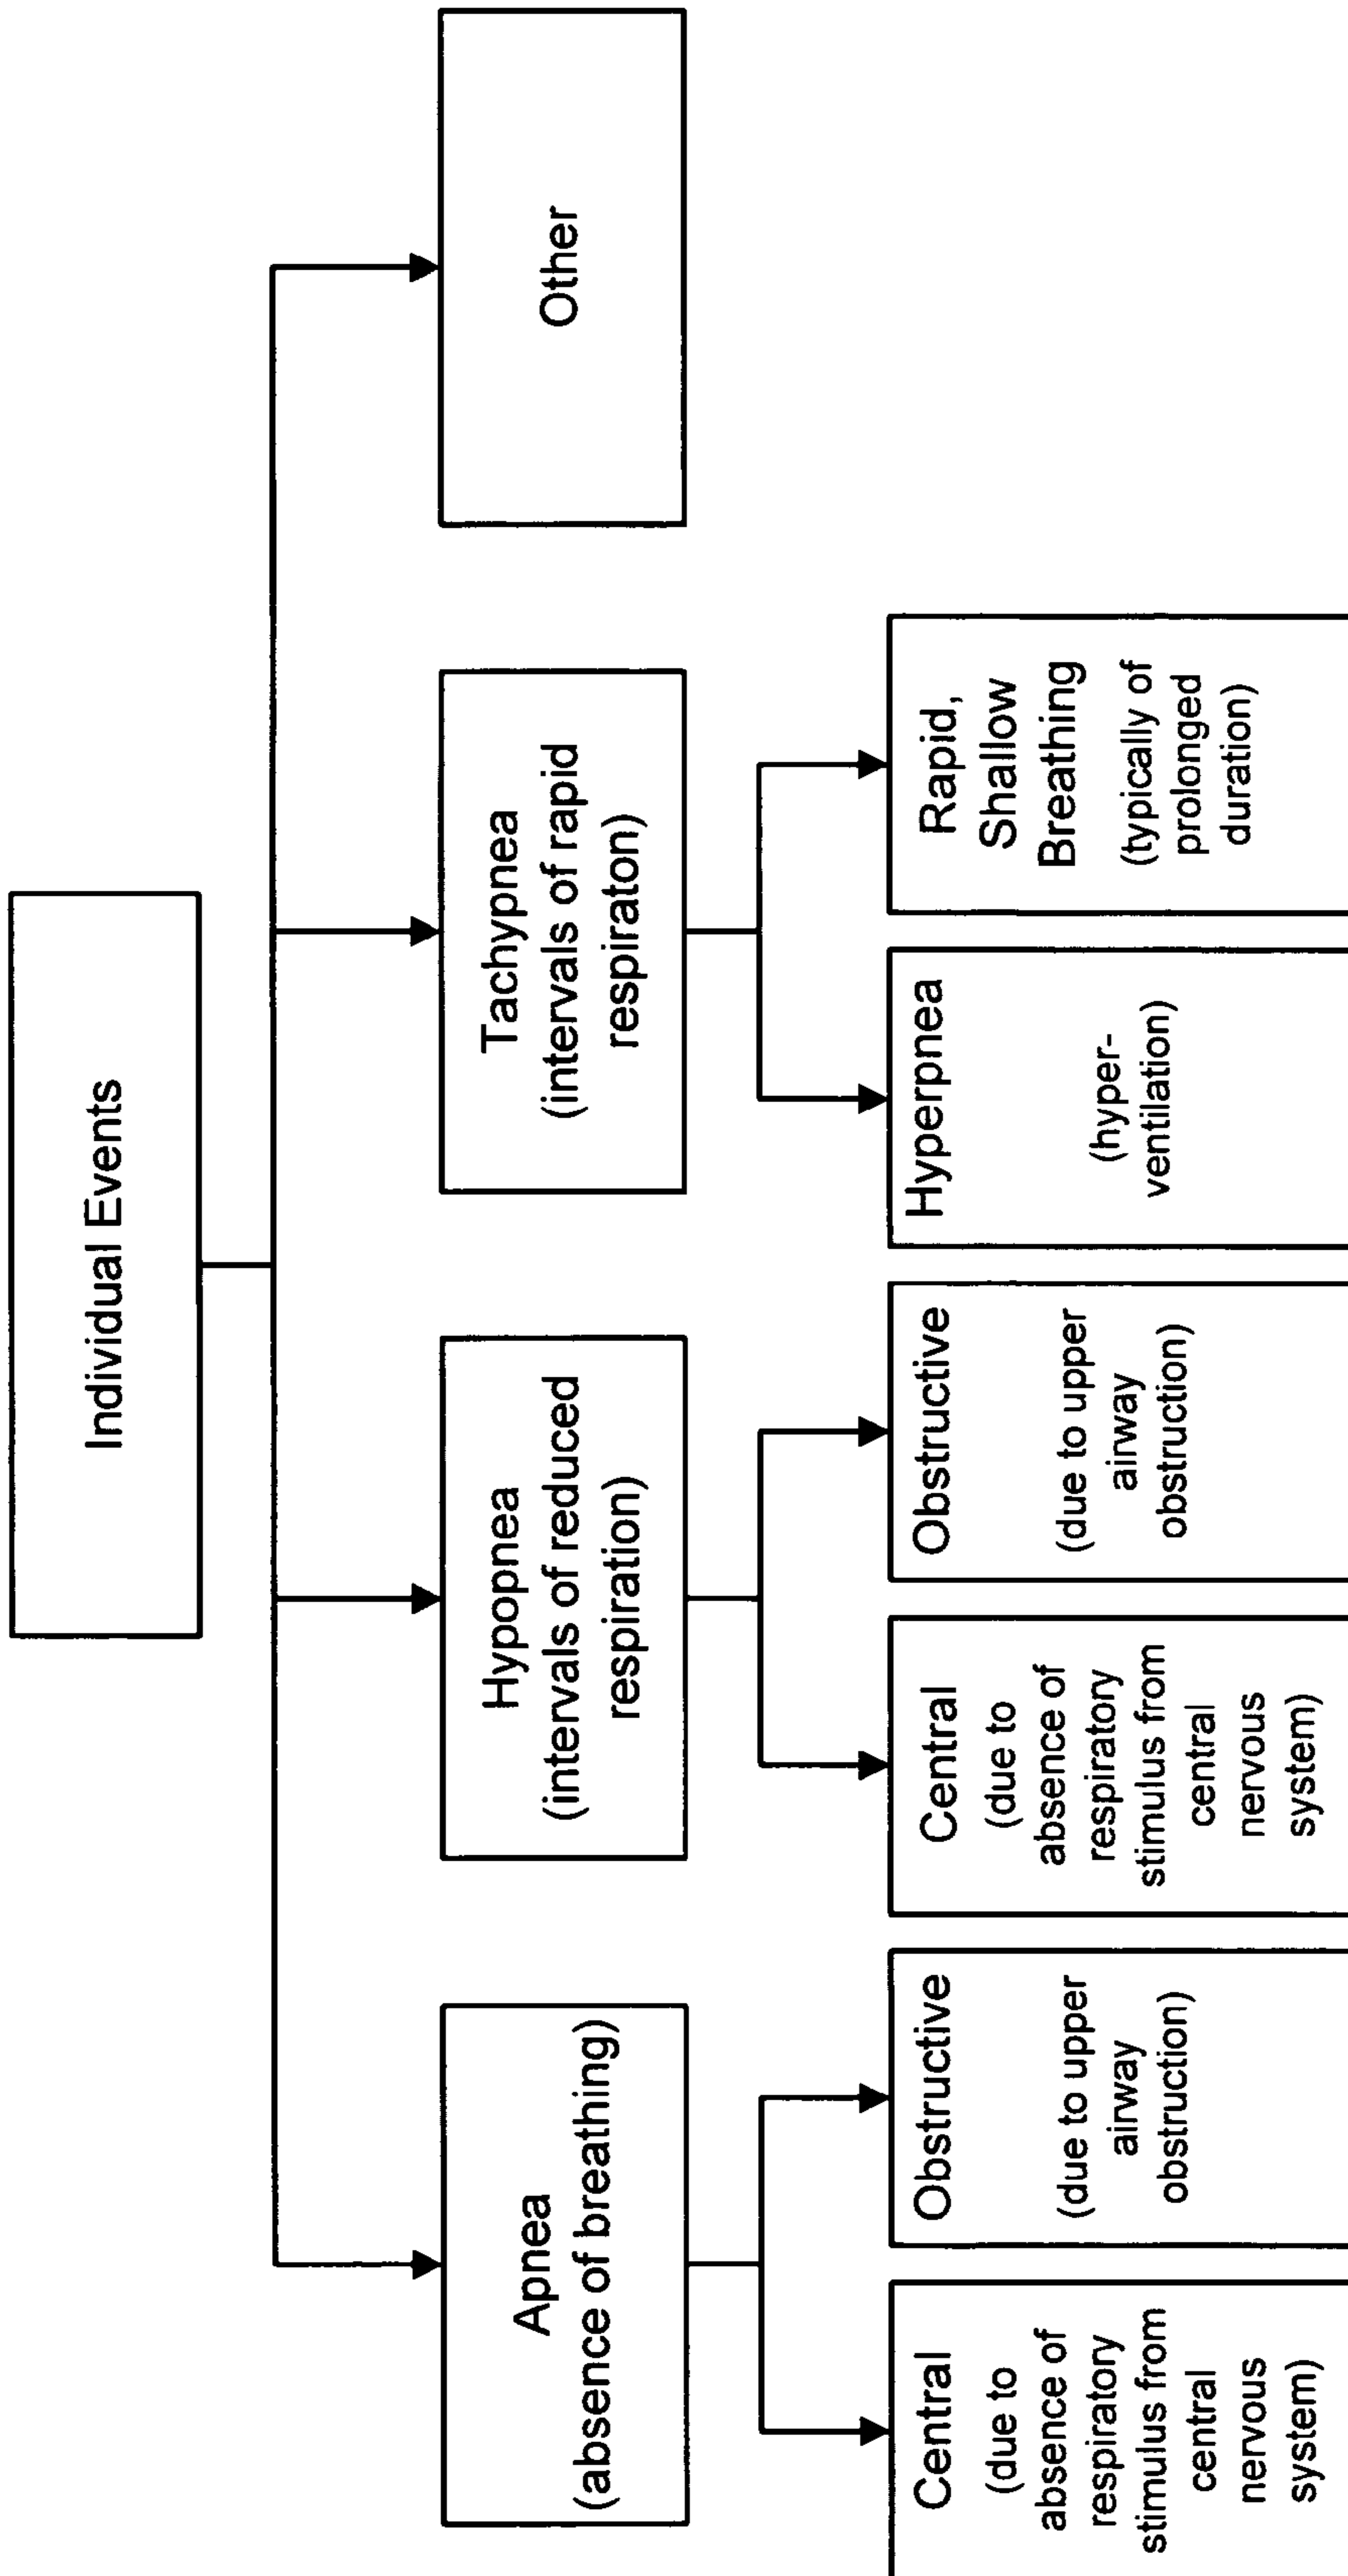 Individual Events
Apnea
(absence of breathing)
Hypopnea
(intervals of reduced
respiration)
Tachypnea
(intervals of rapid
respiraton)
Other
Central
(due to
absence of
respiratory
stimulus from
central
nervous
system)
Obstructive
(due to upper
airway
obstruction)
Central
(due to
absence of
respiratory
stimulus from
central
nervous
system)
Obstructive
(due to upper
airway
obstruction)
Hyperpnea
(hyper-
ventilation)
Rapid,
Shallow
Breathing
(typically of
prolonged
duration)